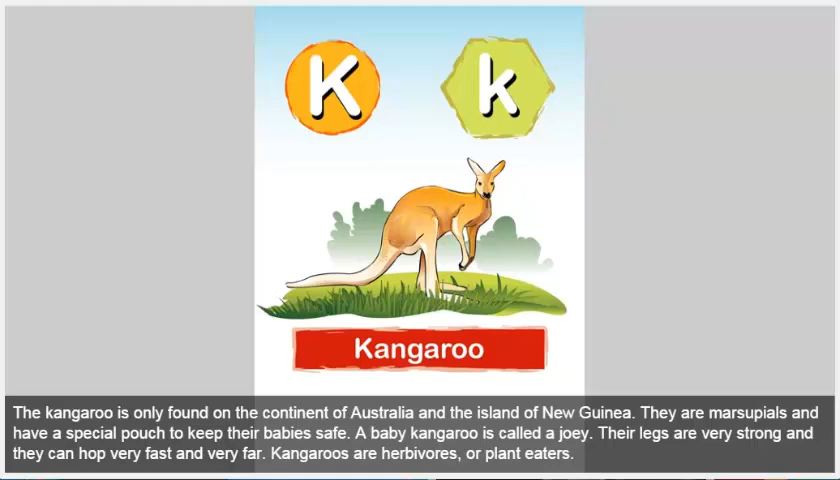 K k
Kangaroo
The kangaroo is only found on the continent of Australia and the island of New Guinea. They are marsupials and
have a special pouch to keep their babies safe. A baby kangaroo is called a joey. Their legs are very strong and
they can hop very fast and very far. Kangaroos are herbivores, or plant eaters.